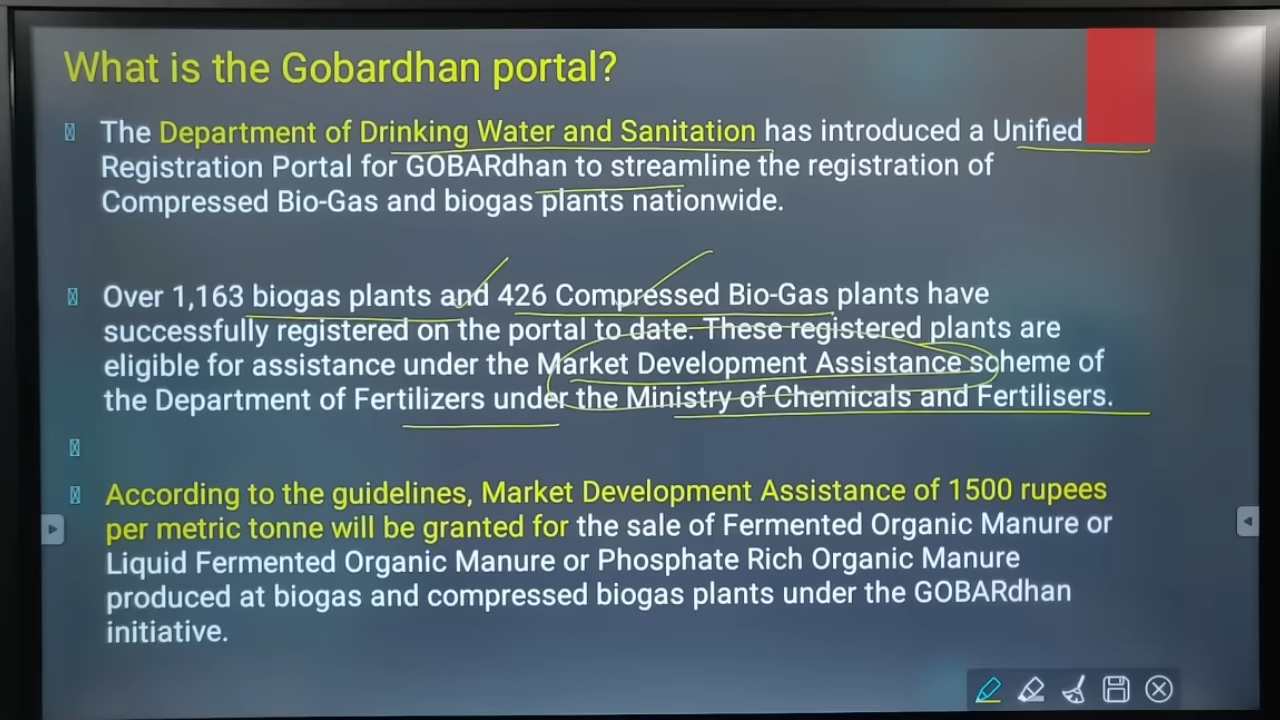 What is the Gobardhan portal?
The Department of Drinking Water and Sanitation has introduced a Unified
Registration Portal for GOBARdhan to streamline the registration of
Compressed Bio-Gas and biogas plants nationwide.
Over 1,163 biogas plants and 426 Compressed Bio-Gas plants have
successfully registered on the portal to date. These registered plants are
eligible for assistance under the Market Development Assistance scheme of
the Department of Fertilizers under the Ministry of Chemicals and Fertilisers.
According to the guidelines, Market Development Assistance of 1500 rupees
per metric tonne will be granted for the sale of Fermented Organic Manure or
Liquid Fermented Organic Manure or Phosphate Rich Organic Manure
produced at biogas and compressed biogas plants under the GOBARdhan
initiative.